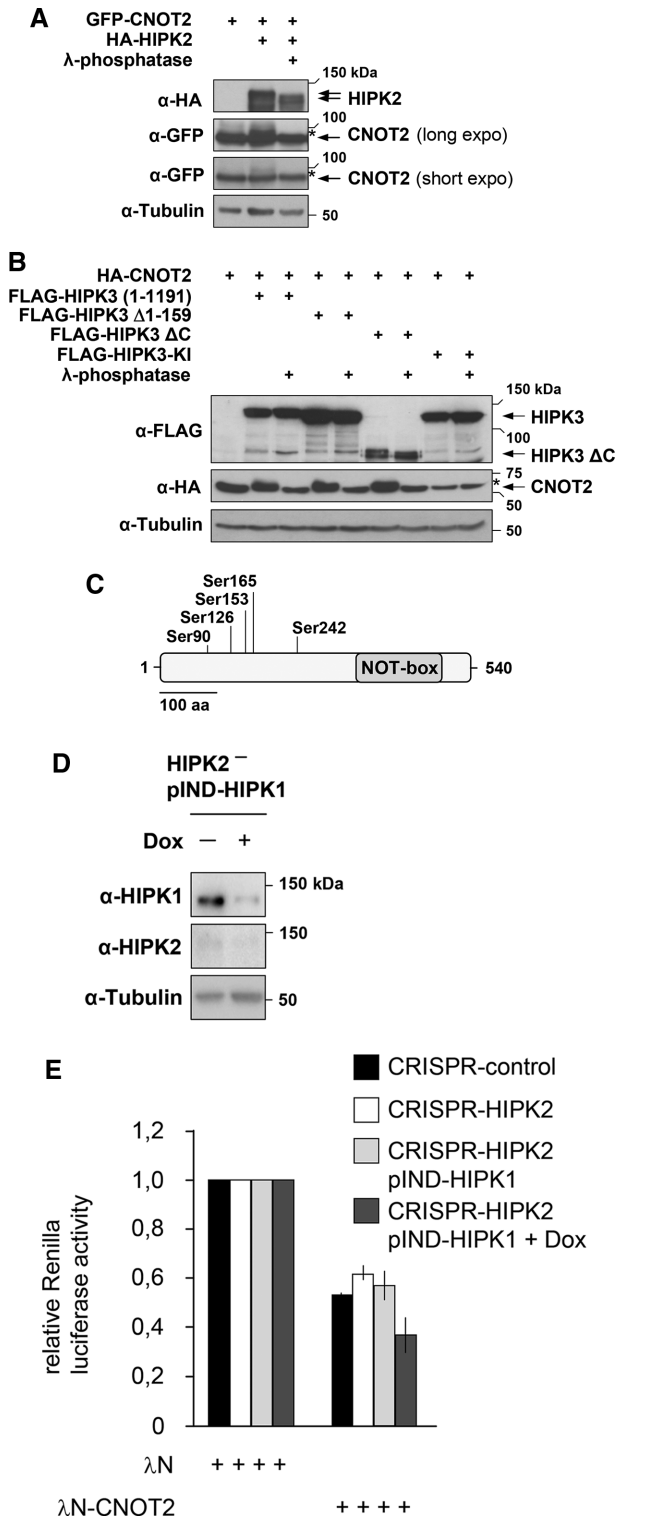 A
GFP-CNOT2 + + +
HA-HIPK2 + +
λ-phosphatase +
150 kDa
α-HA HIPK2
100
α-GFP * CNOT2 (long expo)
100
α-GFP * CNOT2 (short expo)
α-Tubulin 50
B
HA-CNOT2 + + + + + + + + +
FLAG-HIPK3 (1-1191) + +
FLAG-HIPK3 Δ1-159 + +
FLAG-HIPK3 ΔC + +
FLAG-HIPK3-KI + +
λ-phosphatase + + + +
150 kDa
HIPK3
α-FLAG
100
HIPK3 ΔC
75
α-HA * CNOT2
50
α-Tubulin 50
C
Ser165
Ser153
Ser126
Ser90 Ser242
1 NOT-box 540
100 aa
D
HIPK2 –
pIND-HIPK1
Dox – +
150 kDa
α-HIPK1
150
α-HIPK2
α-Tubulin 50
E
CRISPR-control
CRISPR-HIPK2
CRISPR-HIPK2
pIND-HIPK1
CRISPR-HIPK2
pIND-HIPK1 + Dox
relative Renilla
luciferase activity
1,2
1,0
0,8
0,6
0,4
0,2
0
λN + + + +
λN-CNOT2 + + + +